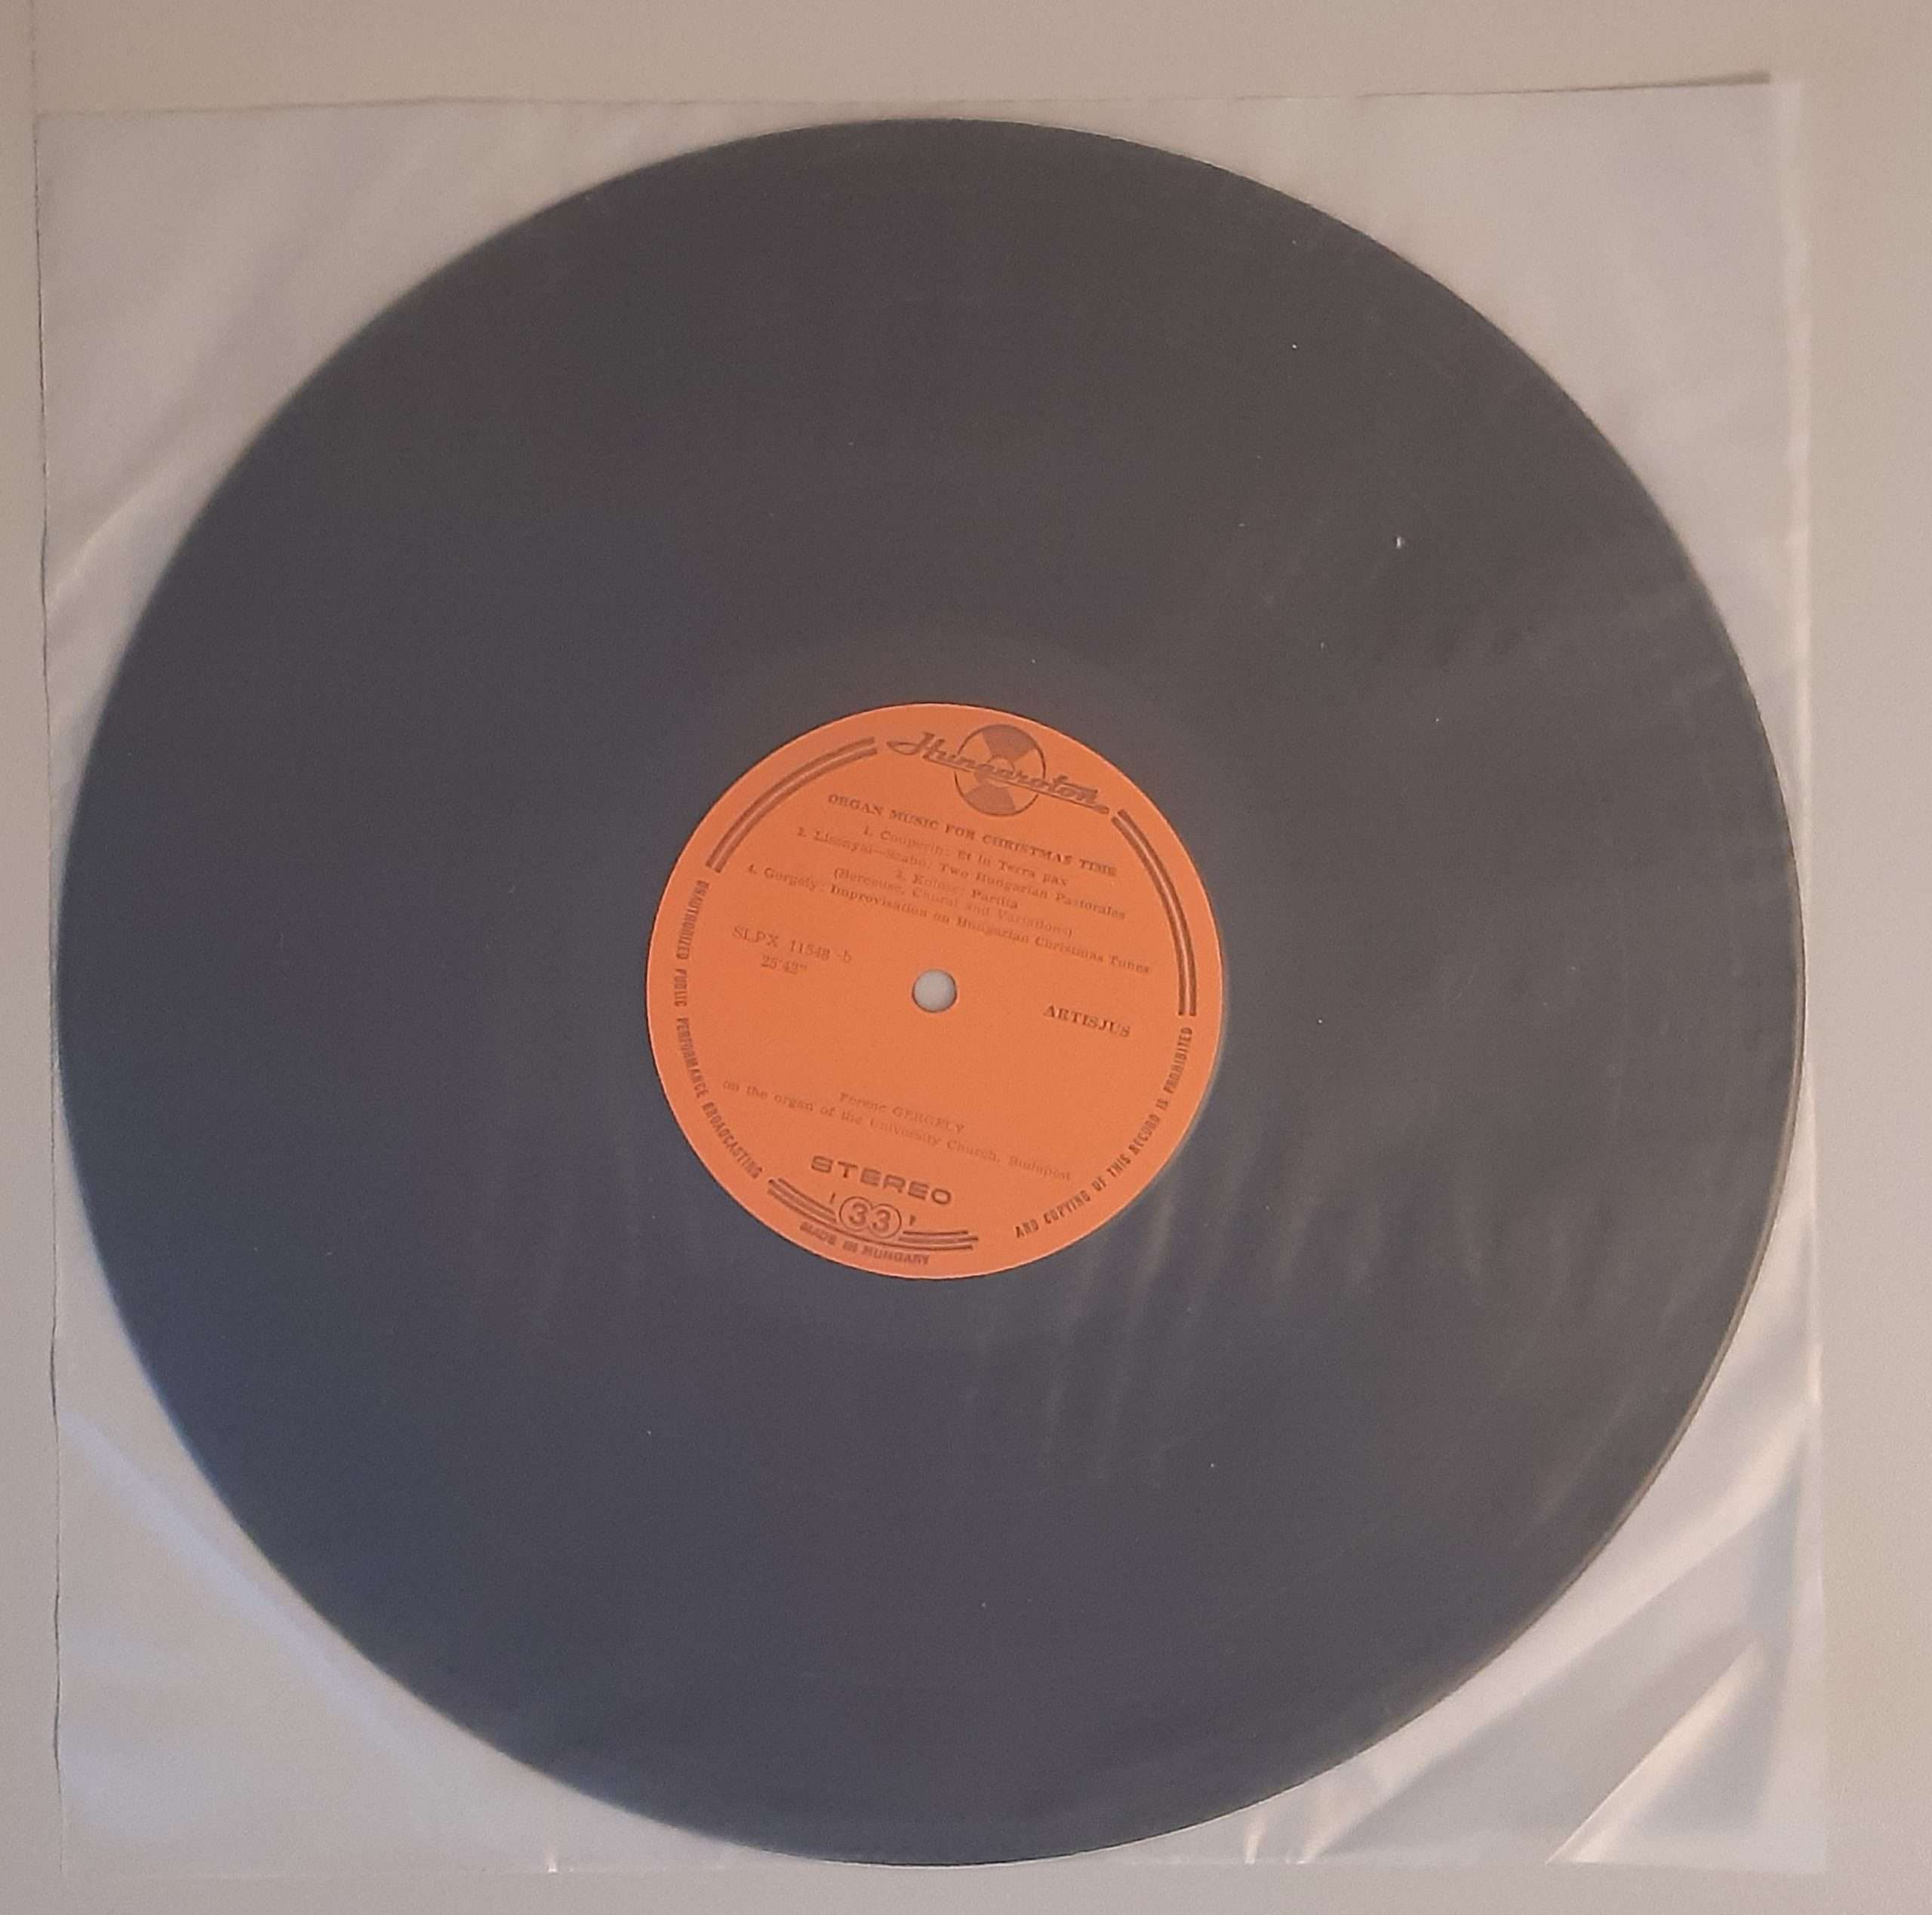 Hungaroton
ORGAN MUSIC FOR CHRISTMAS TIME
1. Couperin: Et in Terra pax
2. Lisznyai—Szabó: Two Hungarian Pastorales
3. Koloss: Partita
(Berceuse, Choral and Variations)
4. Gergely: Improvisation on Hungarian Christmas Tunes
SLPX 11548 -b
25'42"
ARTISJUS
Ferenc GERGELY
on the organ of the University Church, Budapest
STEREO
33
MADE IN HUNGARY
UNAUTHORIZED PUBLIC PERFORMANCE BROADCASTING
AND COPYING OF THIS RECORD IS PROHIBITED